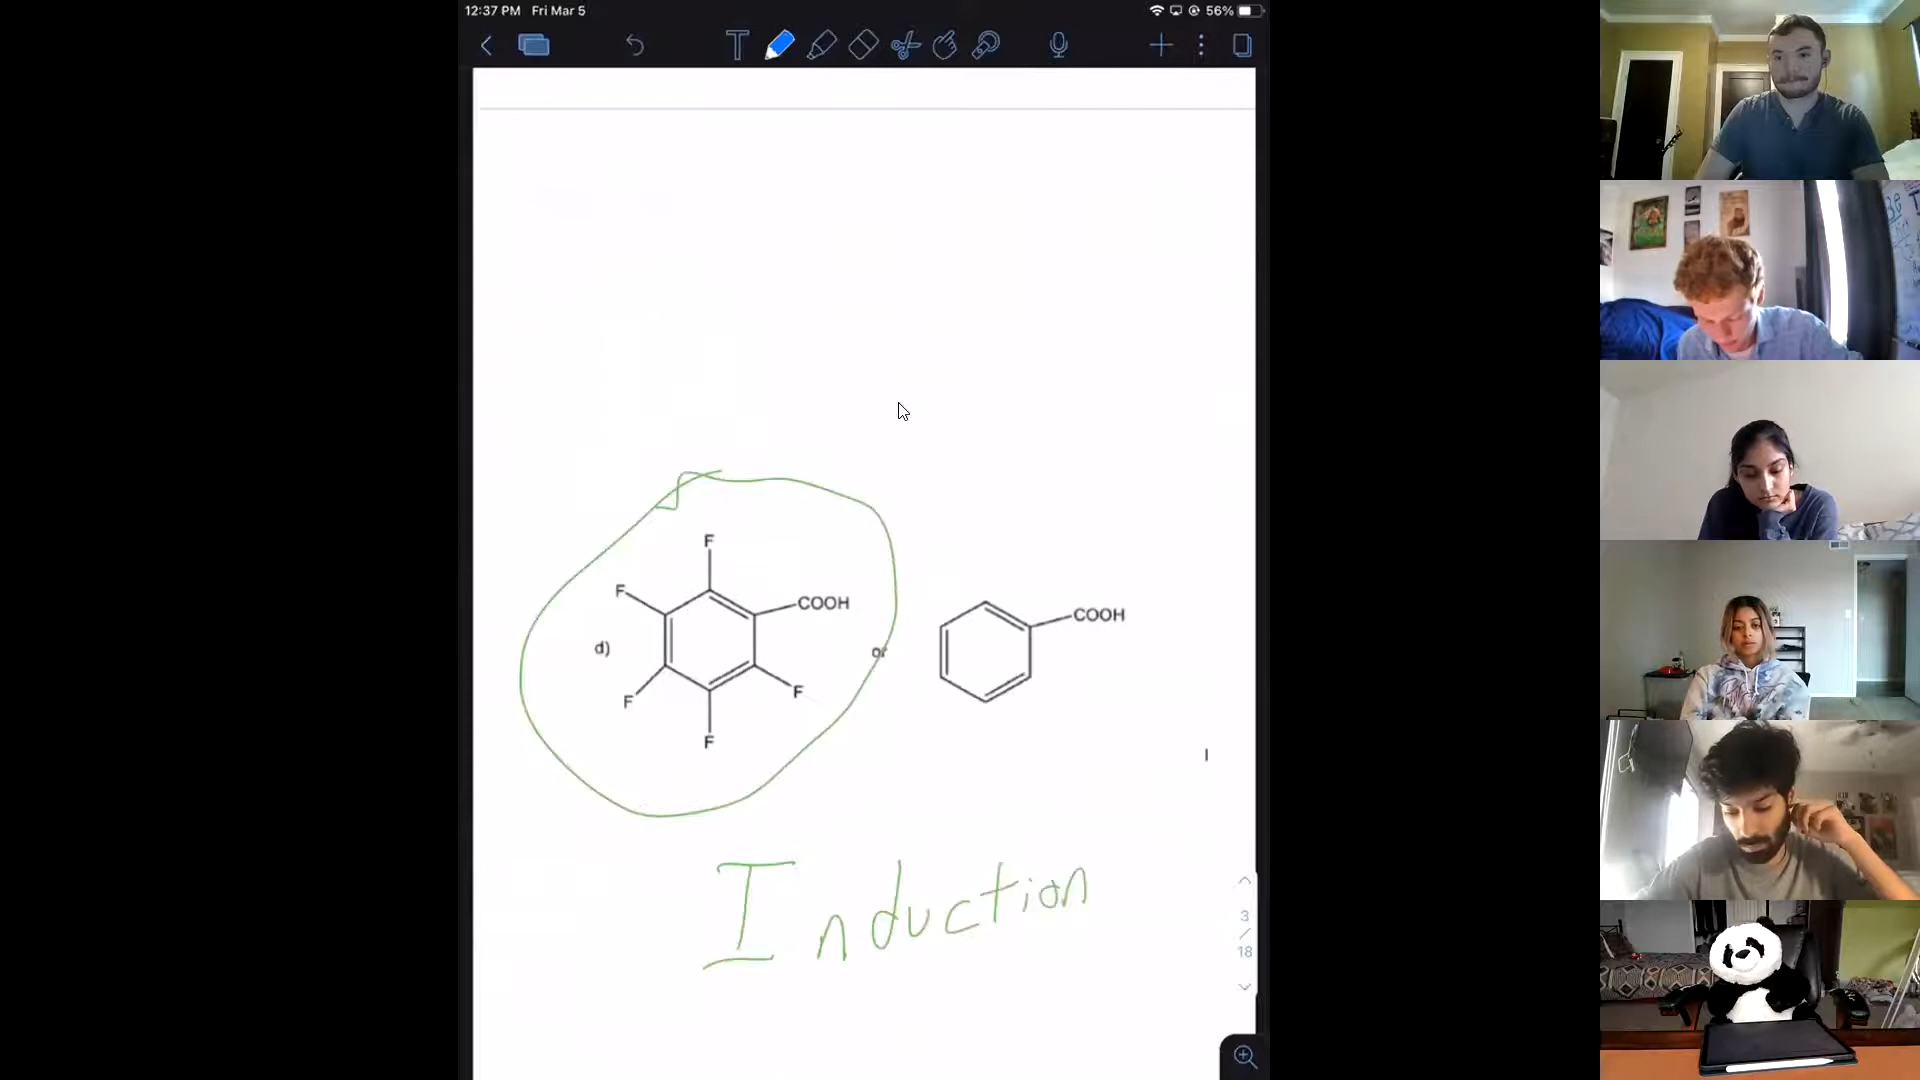 12:37 PM Fri Mar 5 56%
T
F
F
COOH
COOH
d)
or
F
F
F
Induction
3
/
18